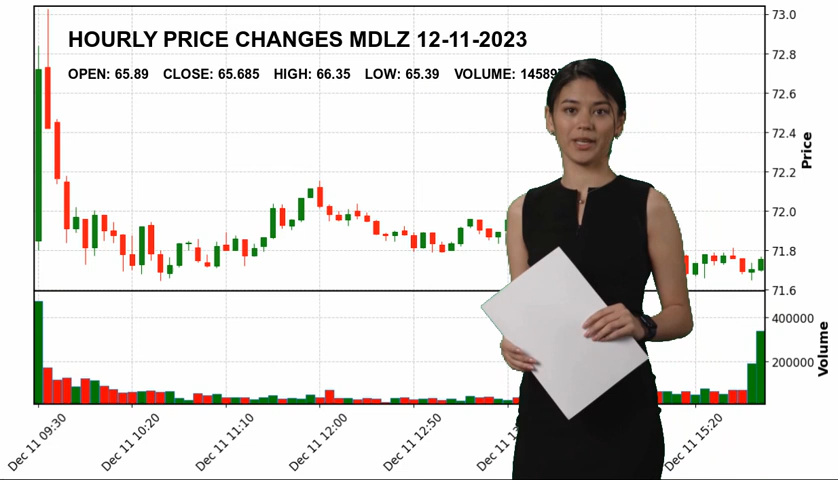 HOURLY PRICE CHANGES MDLZ 12-11-2023
OPEN: 65.89 CLOSE: 65.685 HIGH: 66.35 LOW: 65.39 VOLUME: 14589
73.0
72.8
72.6
72.4
72.2
72.0
71.8
71.6
Price
400000
200000
0
Volume
Dec 11 09:30
Dec 11 10:20
Dec 11 11:10
Dec 11 12:00
Dec 11 12:50
Dec 11
Dec 11 15:20